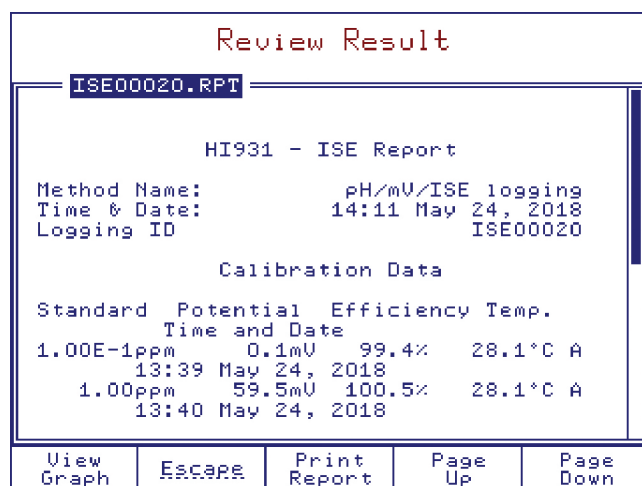 Review Result
ISE00020.RPT
HI931 - ISE Report
Method Name: pH/mV/ISE logging
Time & Date: 14:11 May 24, 2018
Logging ID ISE00020
Calibration Data
Standard Potential Efficiency Temp.
Time and Date
1.00E-1ppm 0.1mV 99.4% 28.1°C A
13:39 May 24, 2018
1.00ppm 59.5mV 100.5% 28.1°C A
13:40 May 24, 2018
View Graph
Escape
Print Report
Page Up
Page Down